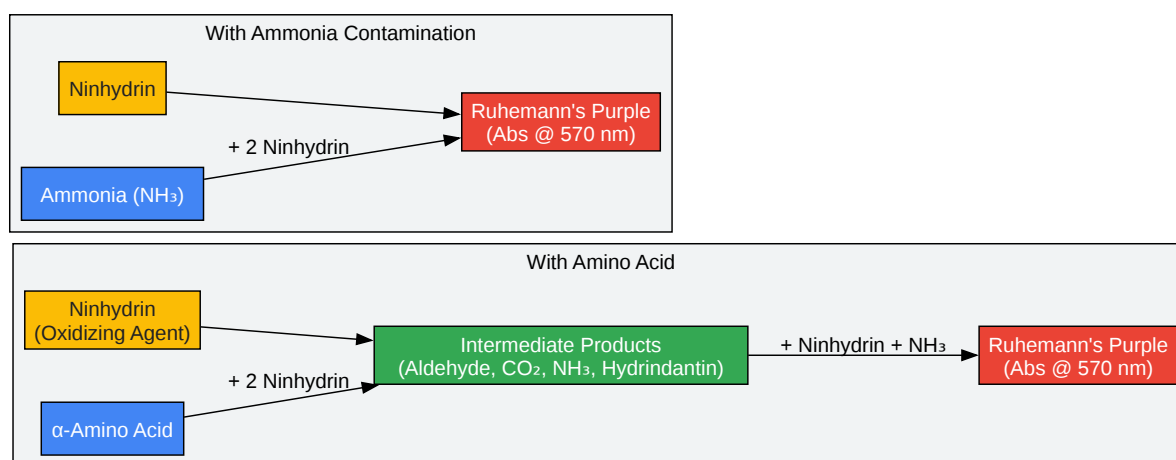 With Ammonia Contamination
Ninhydrin
Ruhemann's Purple
(Abs @ 570 nm)
+ 2 Ninhydrin
Ammonia (NH₃)
With Amino Acid
Ninhydrin
(Oxidizing Agent)
Intermediate Products
(Aldehyde, CO₂, NH₃, Hydrindantin)
+ Ninhydrin + NH₃
Ruhemann's Purple
(Abs @ 570 nm)
+ 2 Ninhydrin
α-Amino Acid